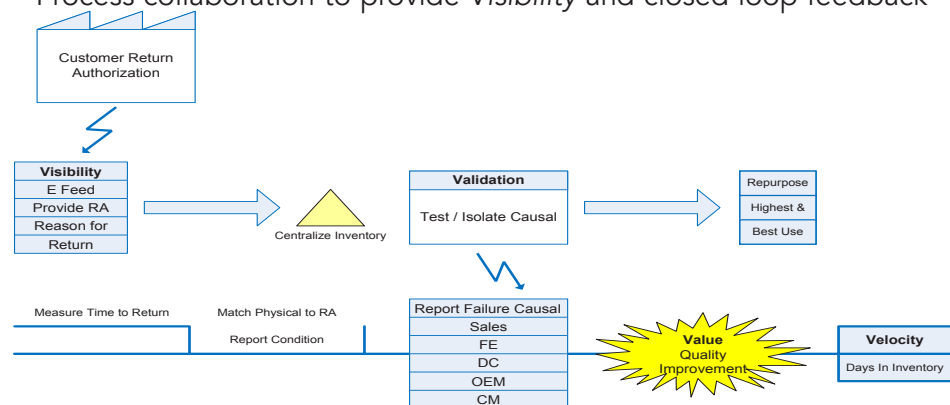 Process collaboration to provide Visibility and closed loop feedback
Customer Return
Authorization
Visibility
E Feed
Provide RA
Reason for
Return
Centralize Inventory
Validation
Test / Isolate Causal
Repurpose
Highest &
Best Use
Measure Time to Return
Match Physical to RA
Report Condition
Report Failure Causal
Sales
FE
DC
OEM
CM
Value
Quality
Improvement
Velocity
Days In Inventory